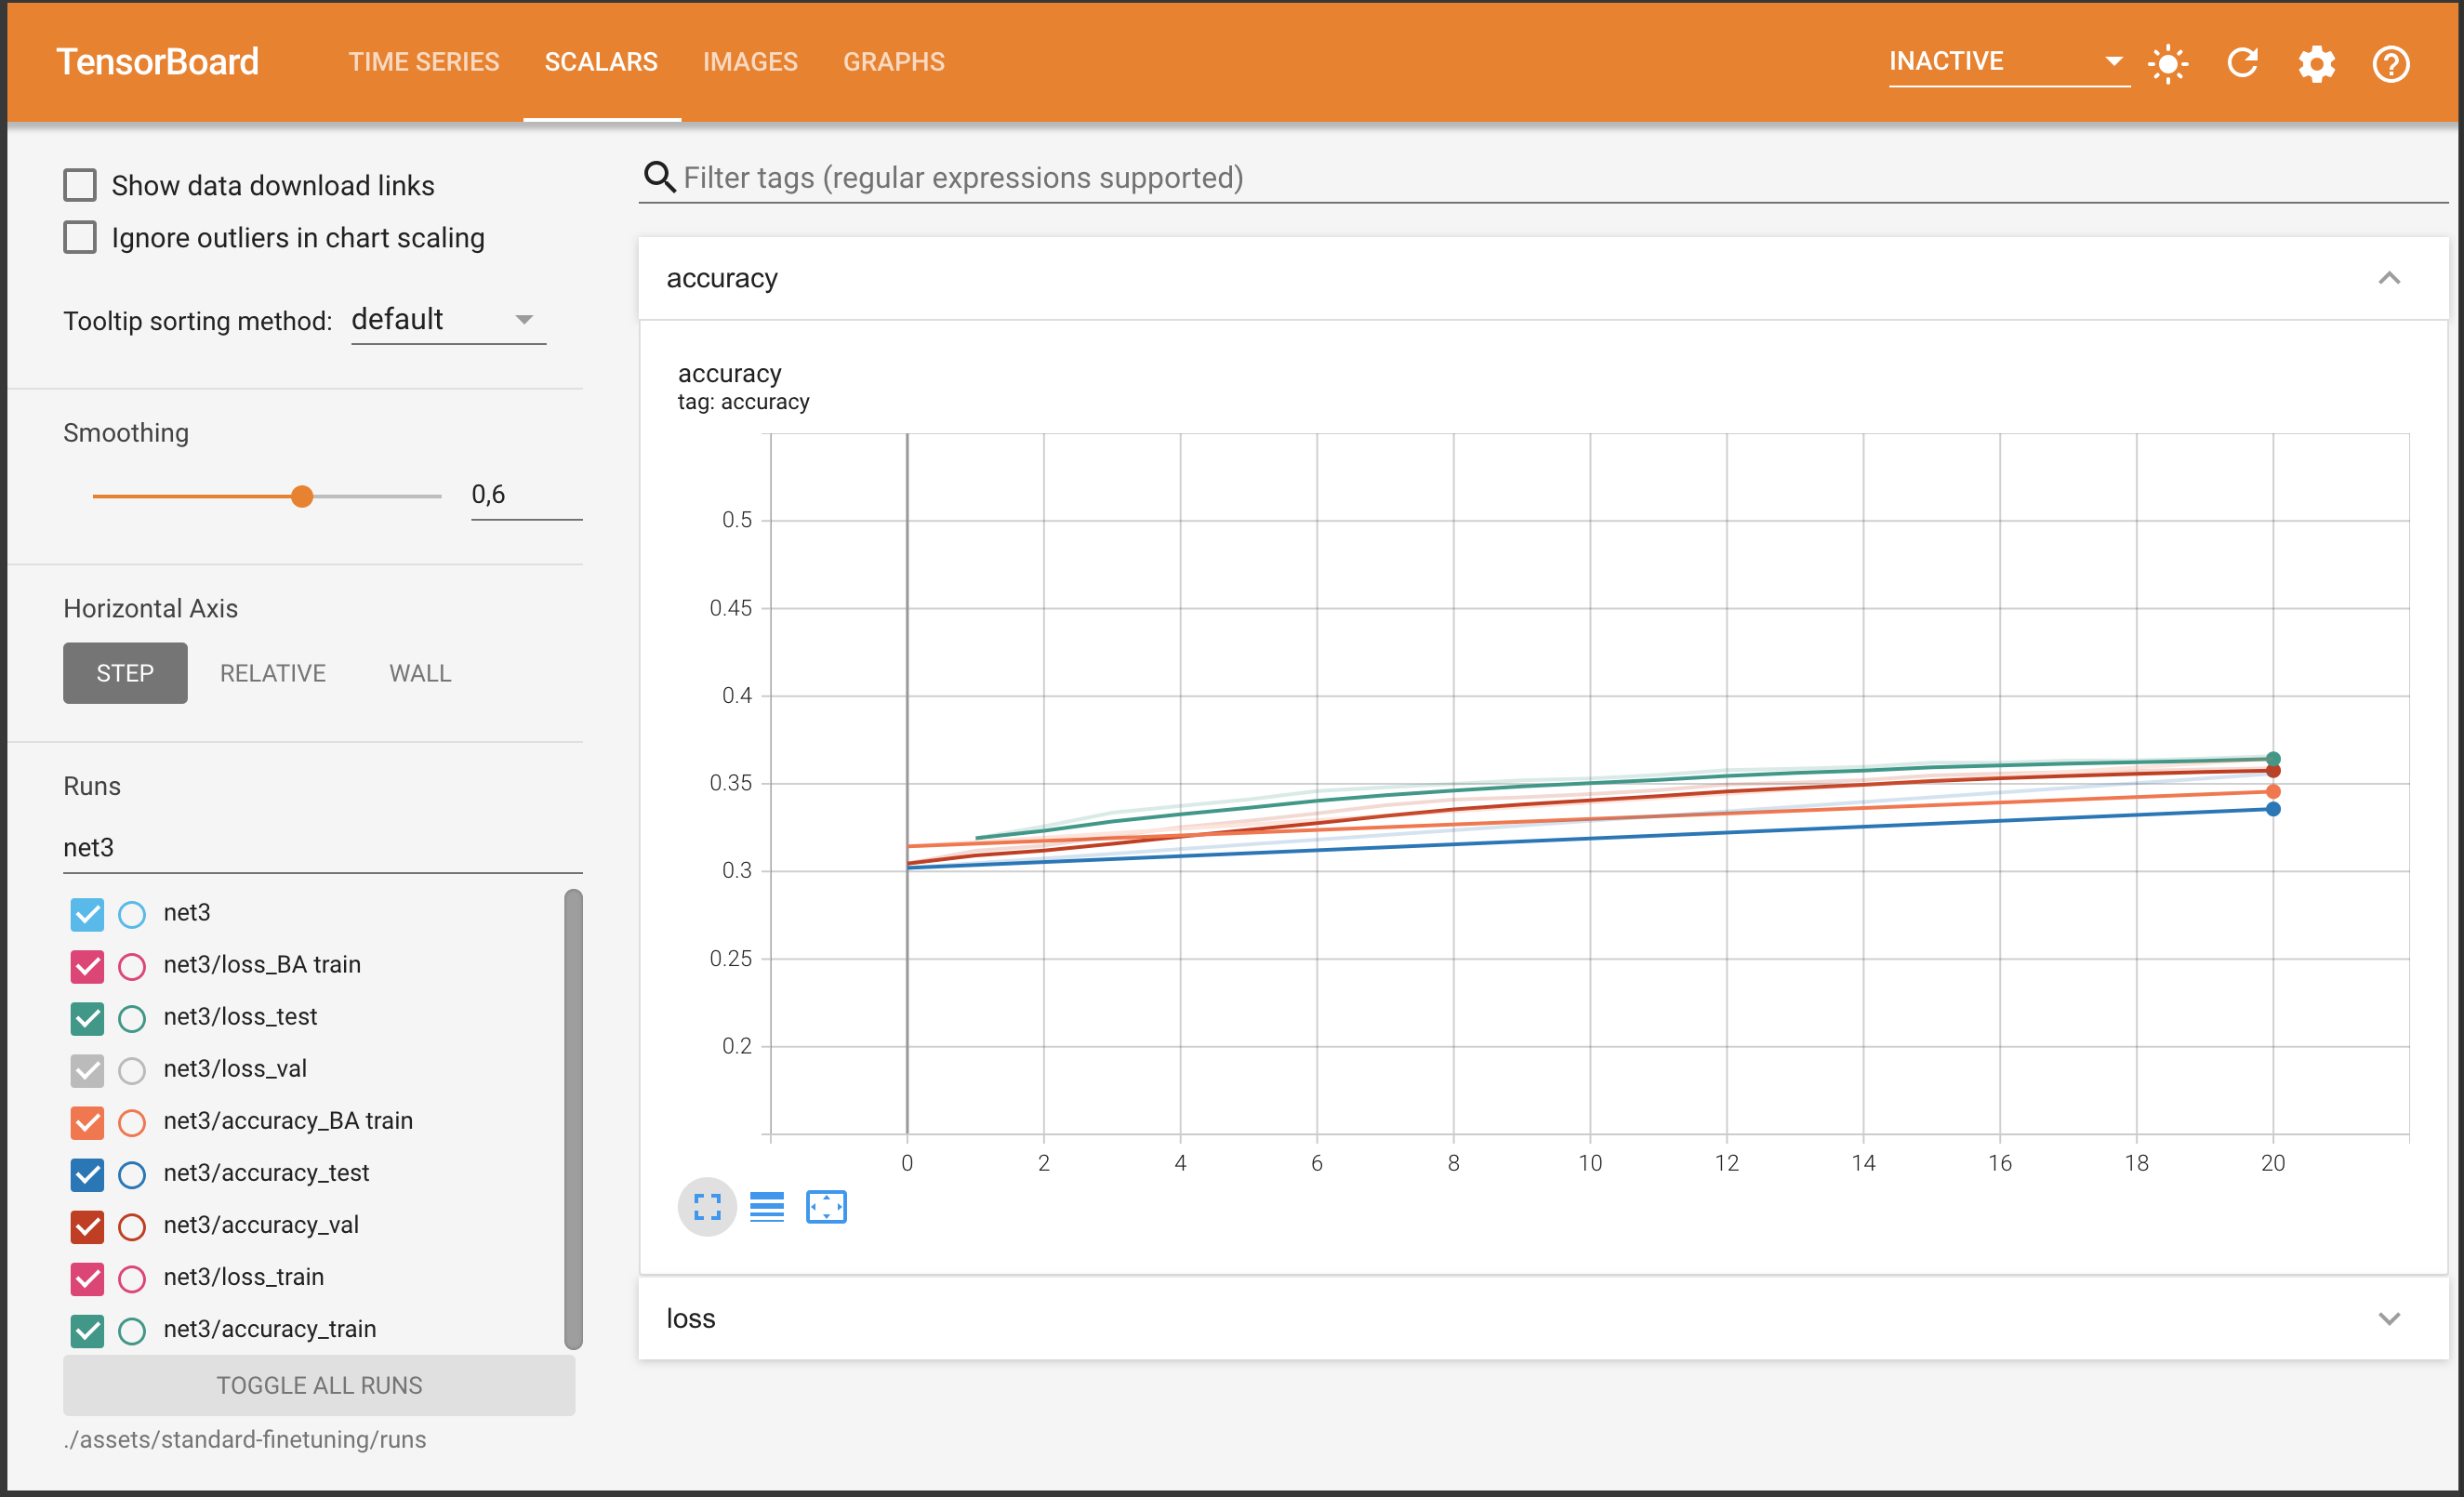 TensorBoard TIME SERIES SCALARS IMAGES GRAPHS INACTIVE
Show data download links
Ignore outliers in chart scaling
Tooltip sorting method: default
Smoothing
0,6
Horizontal Axis
STEP RELATIVE WALL
Runs
net3
net3
net3/loss_BA train
net3/loss_test
net3/loss_val
net3/accuracy_BA train
net3/accuracy_test
net3/accuracy_val
net3/loss_train
net3/accuracy_train
TOGGLE ALL RUNS
./assets/standard-finetuning/runs
Filter tags (regular expressions supported)
accuracy
accuracy
tag: accuracy
0.5
0.45
0.4
0.35
0.3
0.25
0.2
0 2 4 6 8 10 12 14 16 18 20
loss